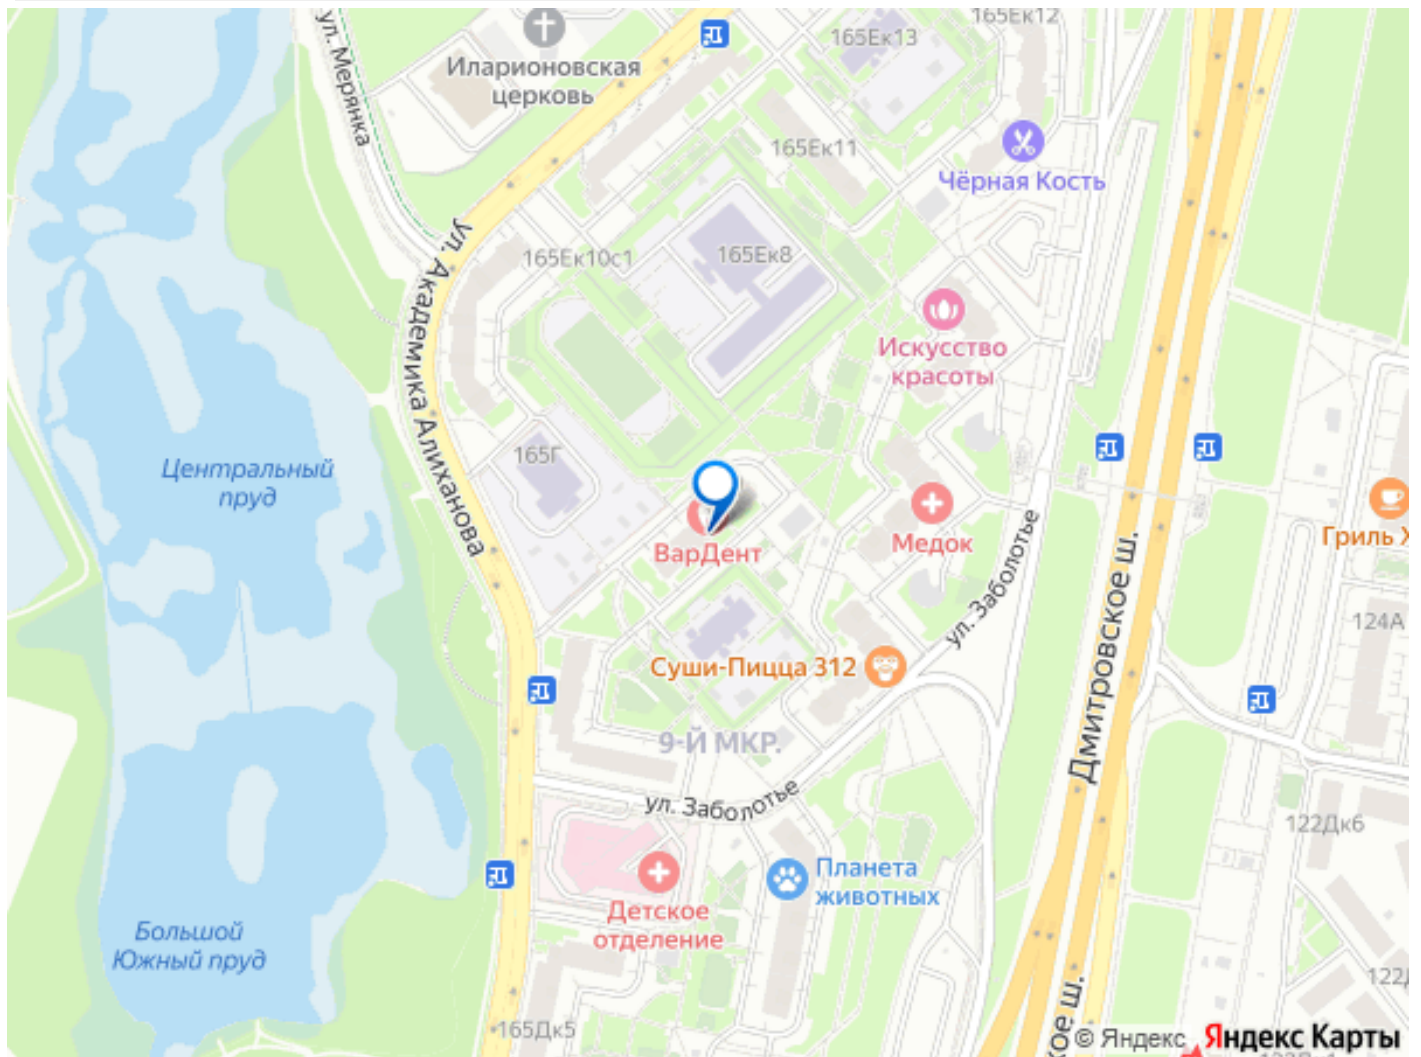 165Ек12
165Ек13
ул. Мерянка
Иларионовская
церковь
165Ек11
Чёрная Кость
ул. Академика Алиханова
165Ек10с1
165Ек8
Искусство
красоты
165Г
Центральный
пруд
ВарДент
Медок
Гриль Х
ул. Заболотье
Дмитровское ш.
124А
Суши-Пицца 312
9-Й МКР.
ул. Заболотье
122Дк6
Планета
животных
Детское
отделение
Большой
Южный пруд
122Д
165Дк5
кое ш.
© Яндекс
Яндекс Карты